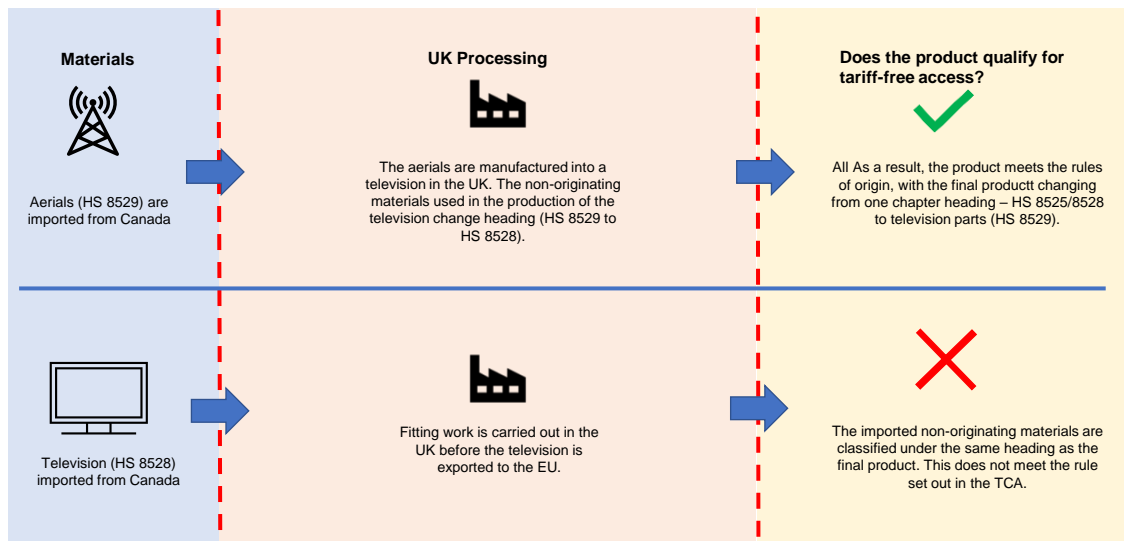 Materials
UK Processing
Does the product qualify for
tariff-free access?
Aerials (HS 8529) are
imported from Canada
The aerials are manufactured into a
television in the UK. The non-originating
materials used in the production of the
television change heading (HS 8529 to
HS 8528).
All As a result, the product meets the rules
of origin, with the final productt changing
from one chapter heading – HS 8525/8528
to television parts (HS 8529).
Television (HS 8528)
imported from Canada
Fitting work is carried out in the
UK before the television is
exported to the EU.
The imported non-originating materials are
classified under the same heading as the
final product. This does not meet the rule
set out in the TCA.